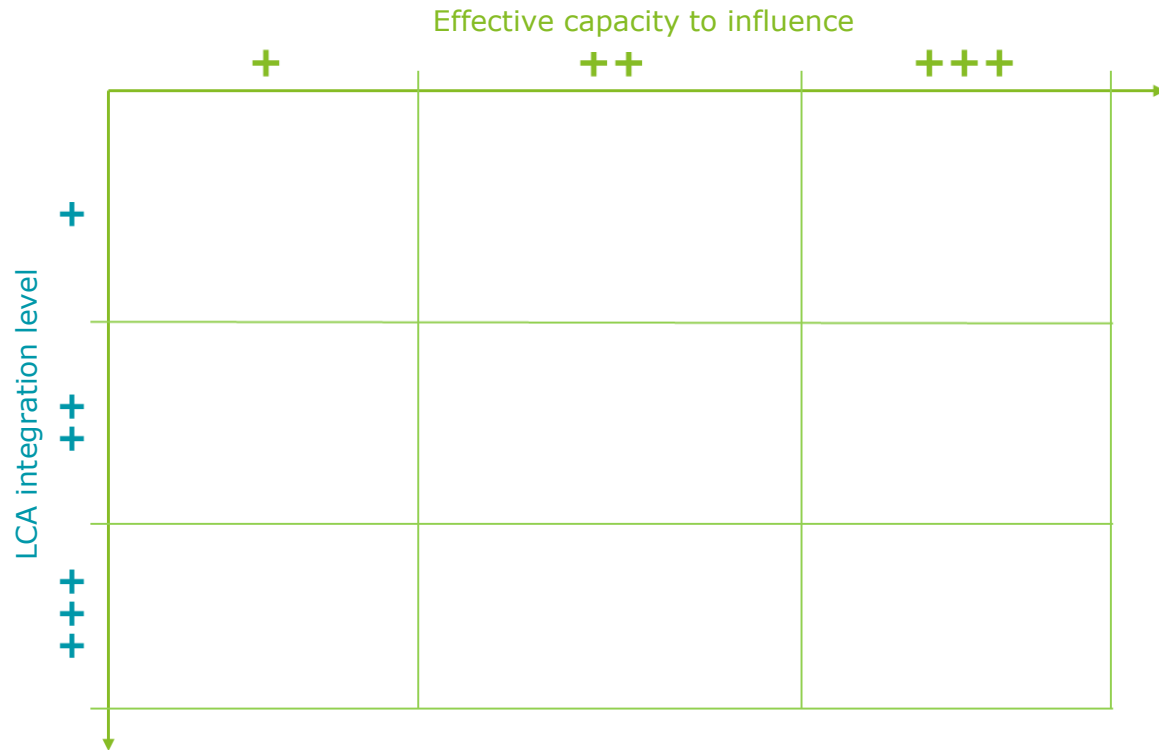 Effective capacity to influence
+ ++ +++
LCA integration level
+
++
+++